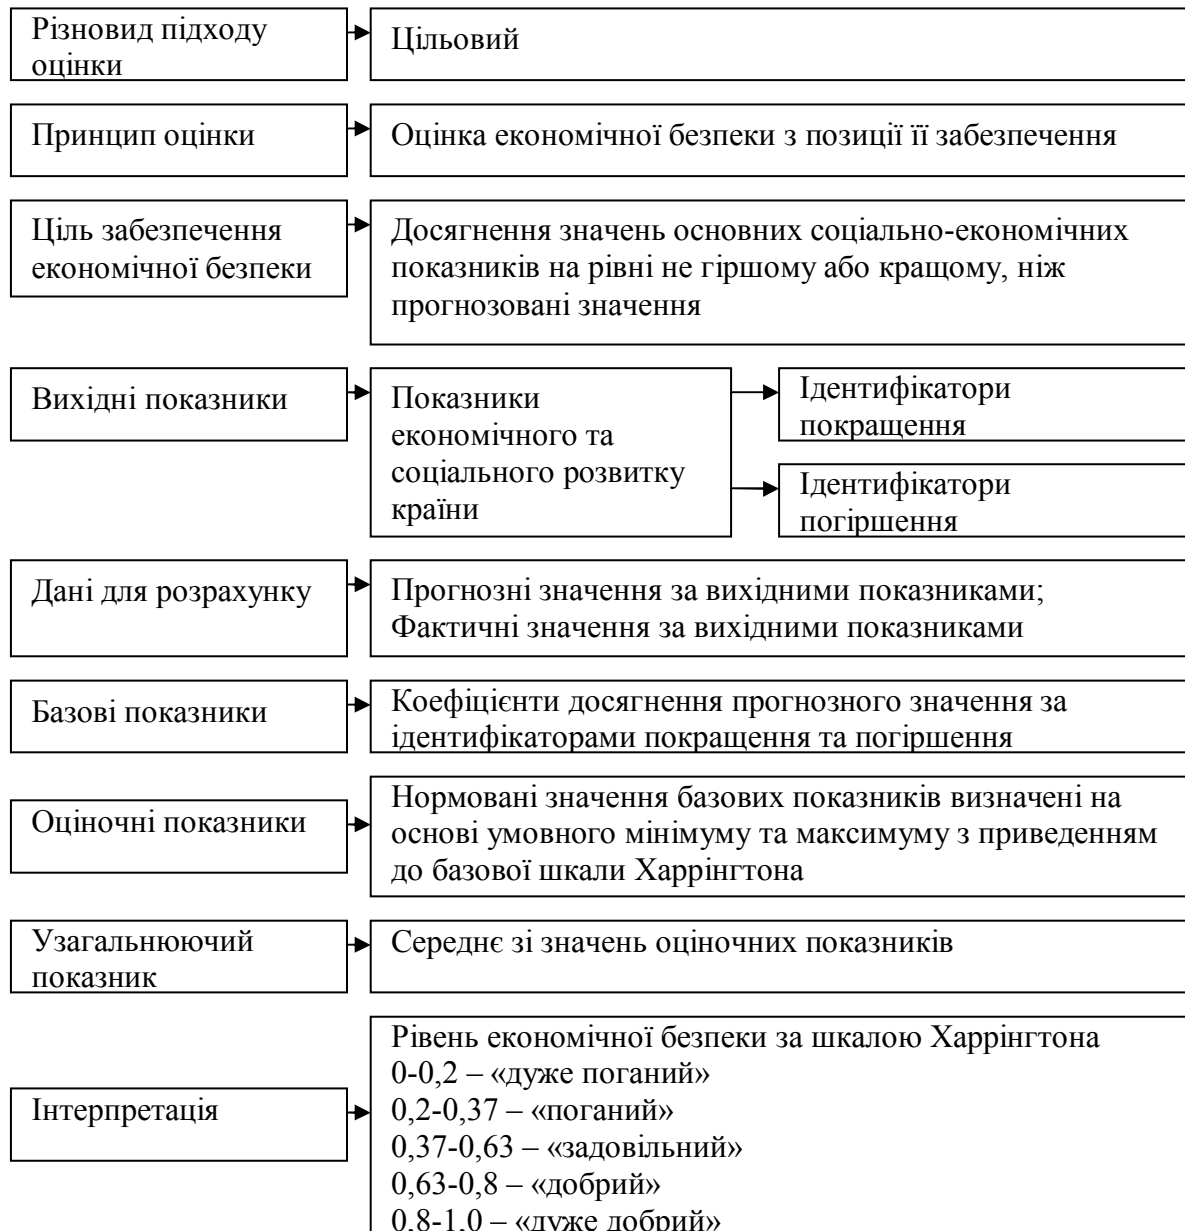 Різновид підходу
оцінки
Цільовий
Принцип оцінки
Оцінка економічної безпеки з позиції її забезпечення
Ціль забезпечення
економічної безпеки
Досягнення значень основних соціально-економічних
показників на рівні не гіршому або кращому, ніж
прогнозовані значення
Вихідні показники
Показники
економічного та
соціального розвитку
країни
Ідентифікатори
покращення
Ідентифікатори
погіршення
Дані для розрахунку
Прогнозні значення за вихідними показниками;
Фактичні значення за вихідними показниками
Базові показники
Коефіцієнти досягнення прогнозного значення за
ідентифікаторами покращення та погіршення
Оціночні показники
Нормовані значення базових показників визначені на
основі умовного мінімуму та максимуму з приведенням
до базової шкали Харрінгтона
Узагальнюючий
показник
Середнє зі значень оціночних показників
Інтерпретація
Рівень економічної безпеки за шкалою Харрінгтона
0-0,2 – «дуже поганий»
0,2-0,37 – «поганий»
0,37-0,63 – «задовільний»
0,63-0,8 – «добрий»
0,8-1,0 – «дуже добрий»